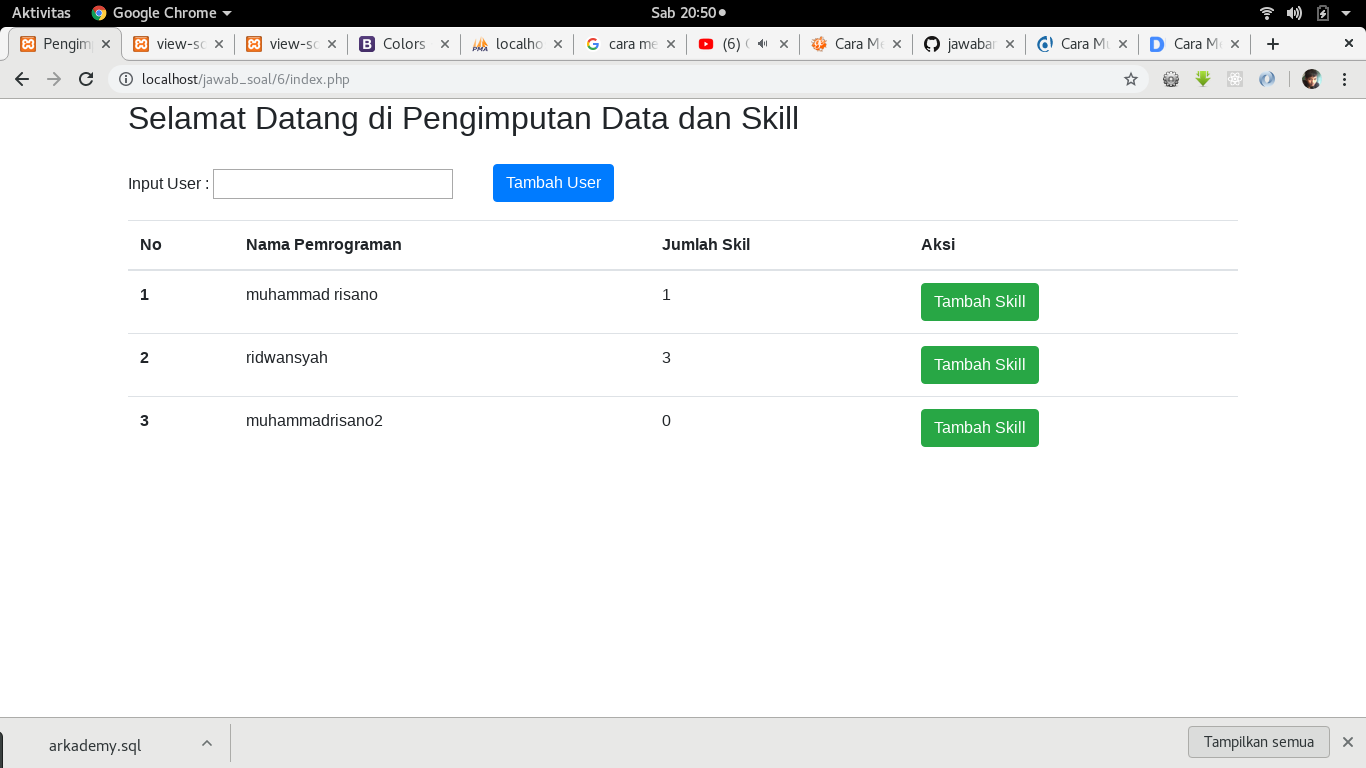 Aktivitas Google Chrome Sab 20:50
Pengim view-sc view-sc Colors localho cara me (6) Cara Me jawabar Cara Mu Cara Me
localhost/jawab_soal/6/index.php
Selamat Datang di Pengimputan Data dan Skill
Input User : Tambah User
No Nama Pemrograman Jumlah Skil Aksi
1 muhammad risano 1 Tambah Skill
2 ridwansyah 3 Tambah Skill
3 muhammadrisano2 0 Tambah Skill
arkademy.sql Tampilkan semua